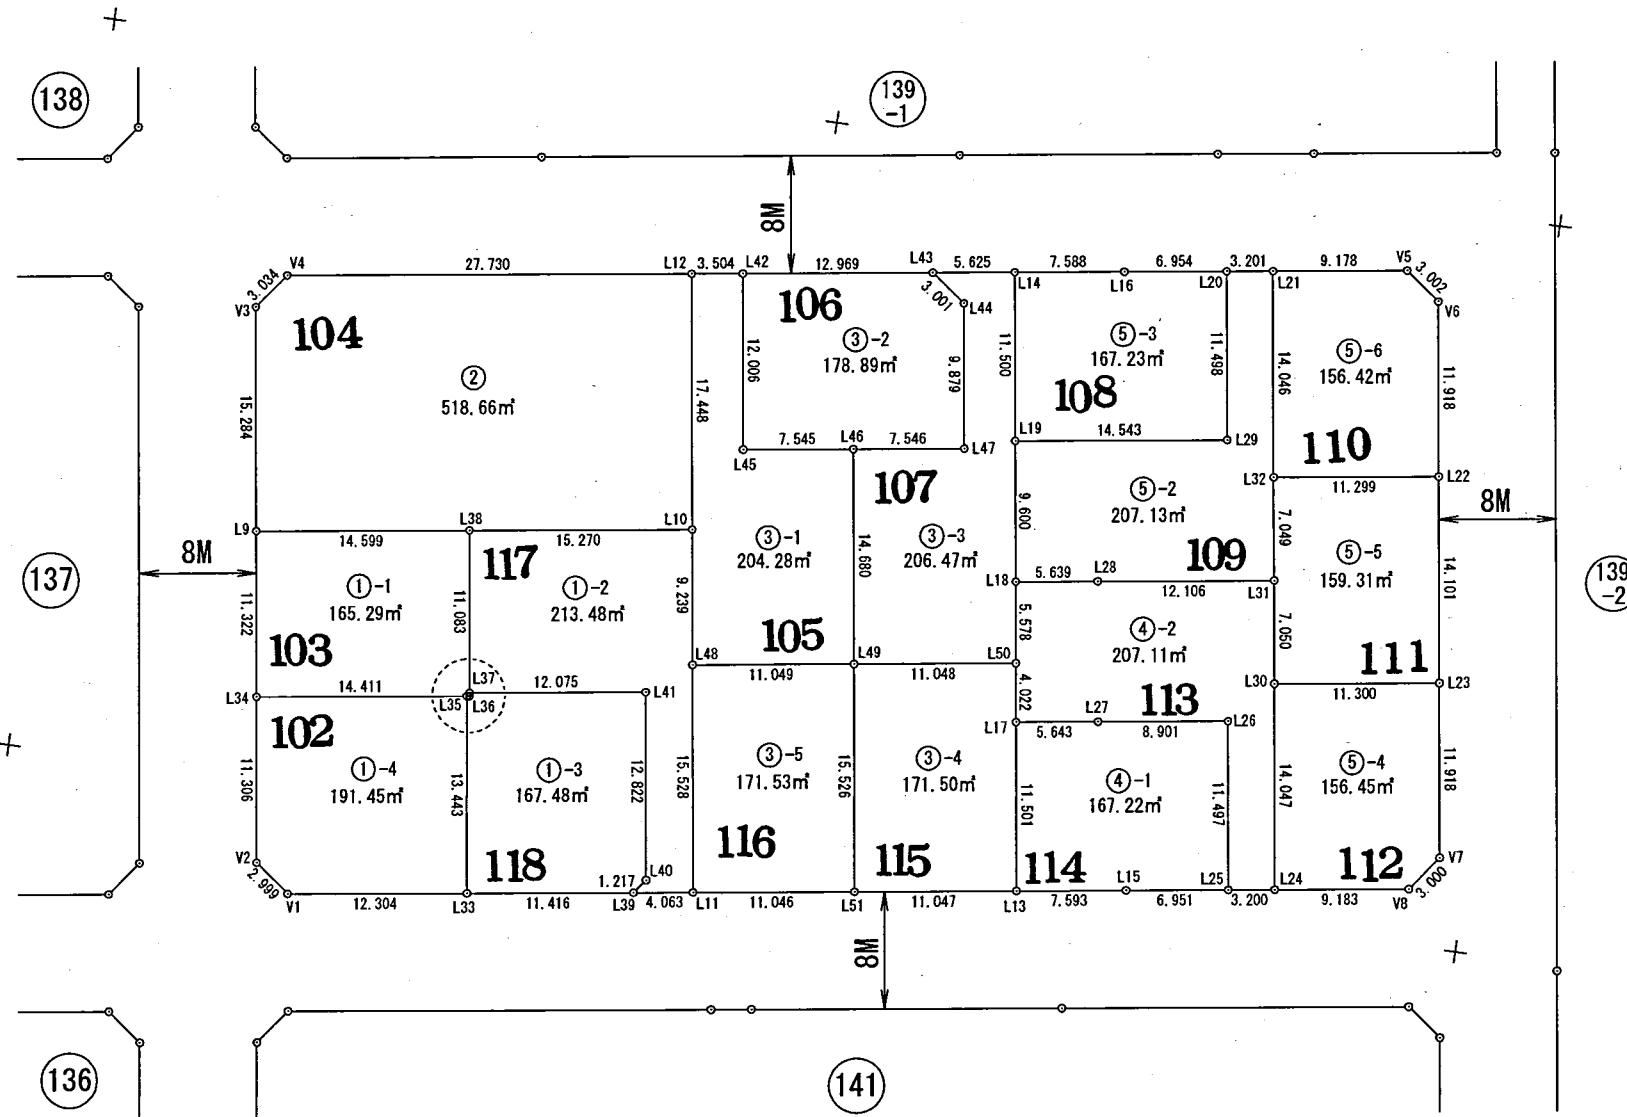 138
139
-1
8M
V4
27.730
L12
3.504
L42
12.969
L43
5.625
7.588
6.954
3.201
9.178
V5
3.034
3.002
L14
L16
L20
L21
V3
3.001
L44
V6
104
106
③-2
178.89㎡
⑤-3
167.23㎡
⑤-6
156.42㎡
12.006
9.879
11.500
11.498
14.046
11.918
②
518.66㎡
15.284
17.448
108
L19
14.543
L29
110
7.545
L46
7.546
L47
L45
L32
11.299
L22
107
⑤-2
207.13㎡
8M
L9
14.599
L38
15.270
L10
9.600
7.049
8M
117
③-1
204.28㎡
14.680
③-3
206.47㎡
109
⑤-5
159.31㎡
14.101
137
①-1
165.29㎡
①-2
213.48㎡
L18
5.639
L28
12.106
L31
139
-2
11.322
11.083
9.239
5.578
7.050
103
105
④-2
207.11㎡
111
L48
11.049
L49
11.048
L50
L34
14.411
L37
12.075
L41
4.022
L30
11.300
L23
L35
L36
102
113
L17
5.643
L27
8.901
L26
11.306
①-4
191.45㎡
13.443
①-3
167.48㎡
12.822
15.528
③-5
171.53㎡
15.526
③-4
171.50㎡
11.501
④-1
167.22㎡
11.497
14.047
⑤-4
156.45㎡
11.918
116
V2
2.999
118
1.217
L40
115
114
112
V7
3.000
V1
12.304
L33
11.416
L39
4.063
L11
11.046
L51
11.047
L13
7.593
L15
6.951
L25
3.200
L24
9.183
V8
8M
136
141